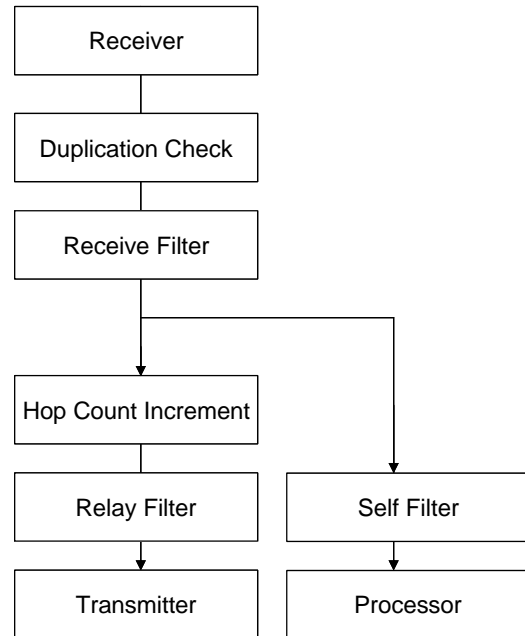 Receiver
Duplication Check
Receive Filter
Hop Count Increment
Relay Filter
Self Filter
Transmitter
Processor